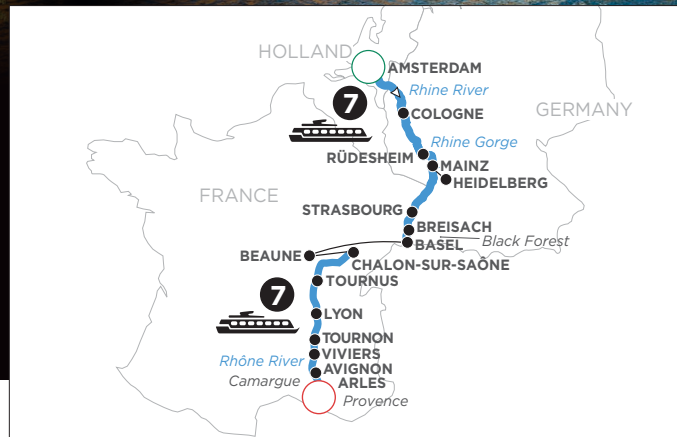 HOLLAND
AMSTERDAM
Rhine River
7
COLOGNE
GERMANY
Rhine Gorge
RÜDESHEIM
MAINZ
HEIDELBERG
FRANCE
STRASBOURG
BREISACH
BASEL
Black Forest
BEAUNE
CHALON-SUR-SAÔNE
TOURNUS
7
LYON
TOURNON
VIVIERS
Rhône River
AVIGNON
Camargue
ARLES
Provence